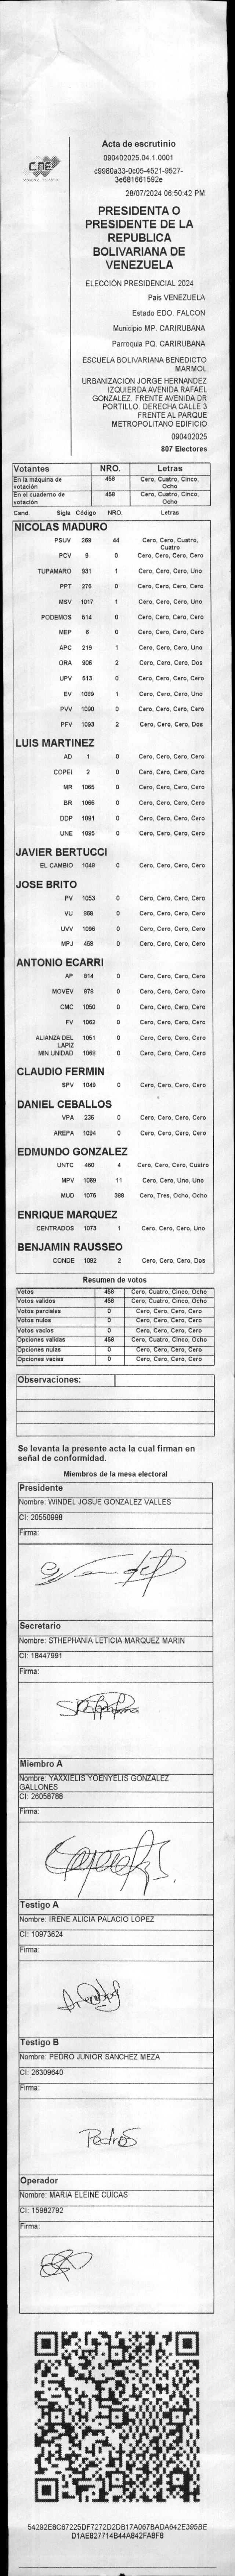 CNE
Acta de escrutinio
090402025.04.1.0001
c9980a33-0c05-4521-9527-
3e681661592e
28/07/2024 06:50:42 PM
PRESIDENTA O
PRESIDENTE DE LA
REPUBLICA
BOLIVARIANA DE
VENEZUELA
ELECCIÓN PRESIDENCIAL 2024
País VENEZUELA
Estado EDO. FALCON
Municipio MP. CARIRUBANA
Parroquia PQ. CARIRUBANA
ESCUELA BOLIVARIANA BENEDICTO
MARMOL
URBANIZACION JORGE HERNANDEZ
IZQUIERDA AVENIDA RAFAEL
GONZALEZ. FRENTE AVENIDA DR
PORTILLO. DERECHA CALLE 3
FRENTE AL PARQUE
METROPOLITANO EDIFICIO
090402025
807 Electores
Votantes NRO. Letras
En la máquina de votación 458 Cero, Cuatro, Cinco, Ocho
En el cuaderno de votación 458 Cero, Cuatro, Cinco, Ocho
Cand. Sigla Código NRO. Letras
NICOLAS MADURO
PSUV 269 44 Cero, Cero, Cuatro, Cuatro
PCV 9 0 Cero, Cero, Cero, Cero
TUPAMARO 931 1 Cero, Cero, Cero, Uno
PPT 276 0 Cero, Cero, Cero, Cero
MSV 1017 1 Cero, Cero, Cero, Uno
PODEMOS 514 0 Cero, Cero, Cero, Cero
MEP 6 0 Cero, Cero, Cero, Cero
APC 219 1 Cero, Cero, Cero, Uno
ORA 906 2 Cero, Cero, Cero, Dos
UPV 513 0 Cero, Cero, Cero, Cero
EV 1089 1 Cero, Cero, Cero, Uno
PVV 1090 0 Cero, Cero, Cero, Cero
PFV 1093 2 Cero, Cero, Cero, Dos
LUIS MARTINEZ
AD 1 0 Cero, Cero, Cero, Cero
COPEI 2 0 Cero, Cero, Cero, Cero
MR 1065 0 Cero, Cero, Cero, Cero
BR 1066 0 Cero, Cero, Cero, Cero
DDP 1091 0 Cero, Cero, Cero, Cero
UNE 1095 0 Cero, Cero, Cero, Cero
JAVIER BERTUCCI
EL CAMBIO 1048 0 Cero, Cero, Cero, Cero
JOSE BRITO
PV 1053 0 Cero, Cero, Cero, Cero
VU 868 0 Cero, Cero, Cero, Cero
UVV 1096 0 Cero, Cero, Cero, Cero
MPJ 458 0 Cero, Cero, Cero, Cero
ANTONIO ECARRI
AP 814 0 Cero, Cero, Cero, Cero
MOVEV 878 0 Cero, Cero, Cero, Cero
CMC 1050 0 Cero, Cero, Cero, Cero
FV 1062 0 Cero, Cero, Cero, Cero
ALIANZA DEL LAPIZ 1051 0 Cero, Cero, Cero, Cero
MIN UNIDAD 1068 0 Cero, Cero, Cero, Cero
CLAUDIO FERMIN
SPV 1049 0 Cero, Cero, Cero, Cero
DANIEL CEBALLOS
VPA 236 0 Cero, Cero, Cero, Cero
AREPA 1094 0 Cero, Cero, Cero, Cero
EDMUNDO GONZALEZ
UNTC 460 4 Cero, Cero, Cero, Cuatro
MPV 1069 11 Cero, Cero, Uno, Uno
MUD 1076 388 Cero, Tres, Ocho, Ocho
ENRIQUE MARQUEZ
CENTRADOS 1073 1 Cero, Cero, Cero, Uno
BENJAMIN RAUSSEO
CONDE 1092 2 Cero, Cero, Cero, Dos
Resumen de votos
Votos 458 Cero, Cuatro, Cinco, Ocho
Votos validos 458 Cero, Cuatro, Cinco, Ocho
Votos parciales 0 Cero, Cero, Cero, Cero
Votos nulos 0 Cero, Cero, Cero, Cero
Votos vacíos 0 Cero, Cero, Cero, Cero
Opciones validas 458 Cero, Cuatro, Cinco, Ocho
Opciones nulas 0 Cero, Cero, Cero, Cero
Opciones vacias 0 Cero, Cero, Cero, Cero
Observaciones:
Se levanta la presente acta la cual firman en
señal de conformidad.
Miembros de la mesa electoral
Presidente
Nombre: WINDEL JOSUE GONZALEZ VALLES
CI: 20550998
Firma:
Secretario
Nombre: STHEPHANIA LETICIA MARQUEZ MARIN
CI: 18447991
Firma:
Miembro A
Nombre: YAXXIELIS YOENYELIS GONZALEZ
GALLONES
CI: 26058788
Firma:
Testigo A
Nombre: IRENE ALICIA PALACIO LOPEZ
CI: 10973624
Firma:
Testigo B
Nombre: PEDRO JUNIOR SANCHEZ MEZA
CI: 26309640
Firma:
Pedro S
Operador
Nombre: MARIA ELEINE CUICAS
CI: 15982792
Firma:
54292E8C67225DF7272D2DB17A067BADA642E395BE
D1AE827714B44A842FA8F8